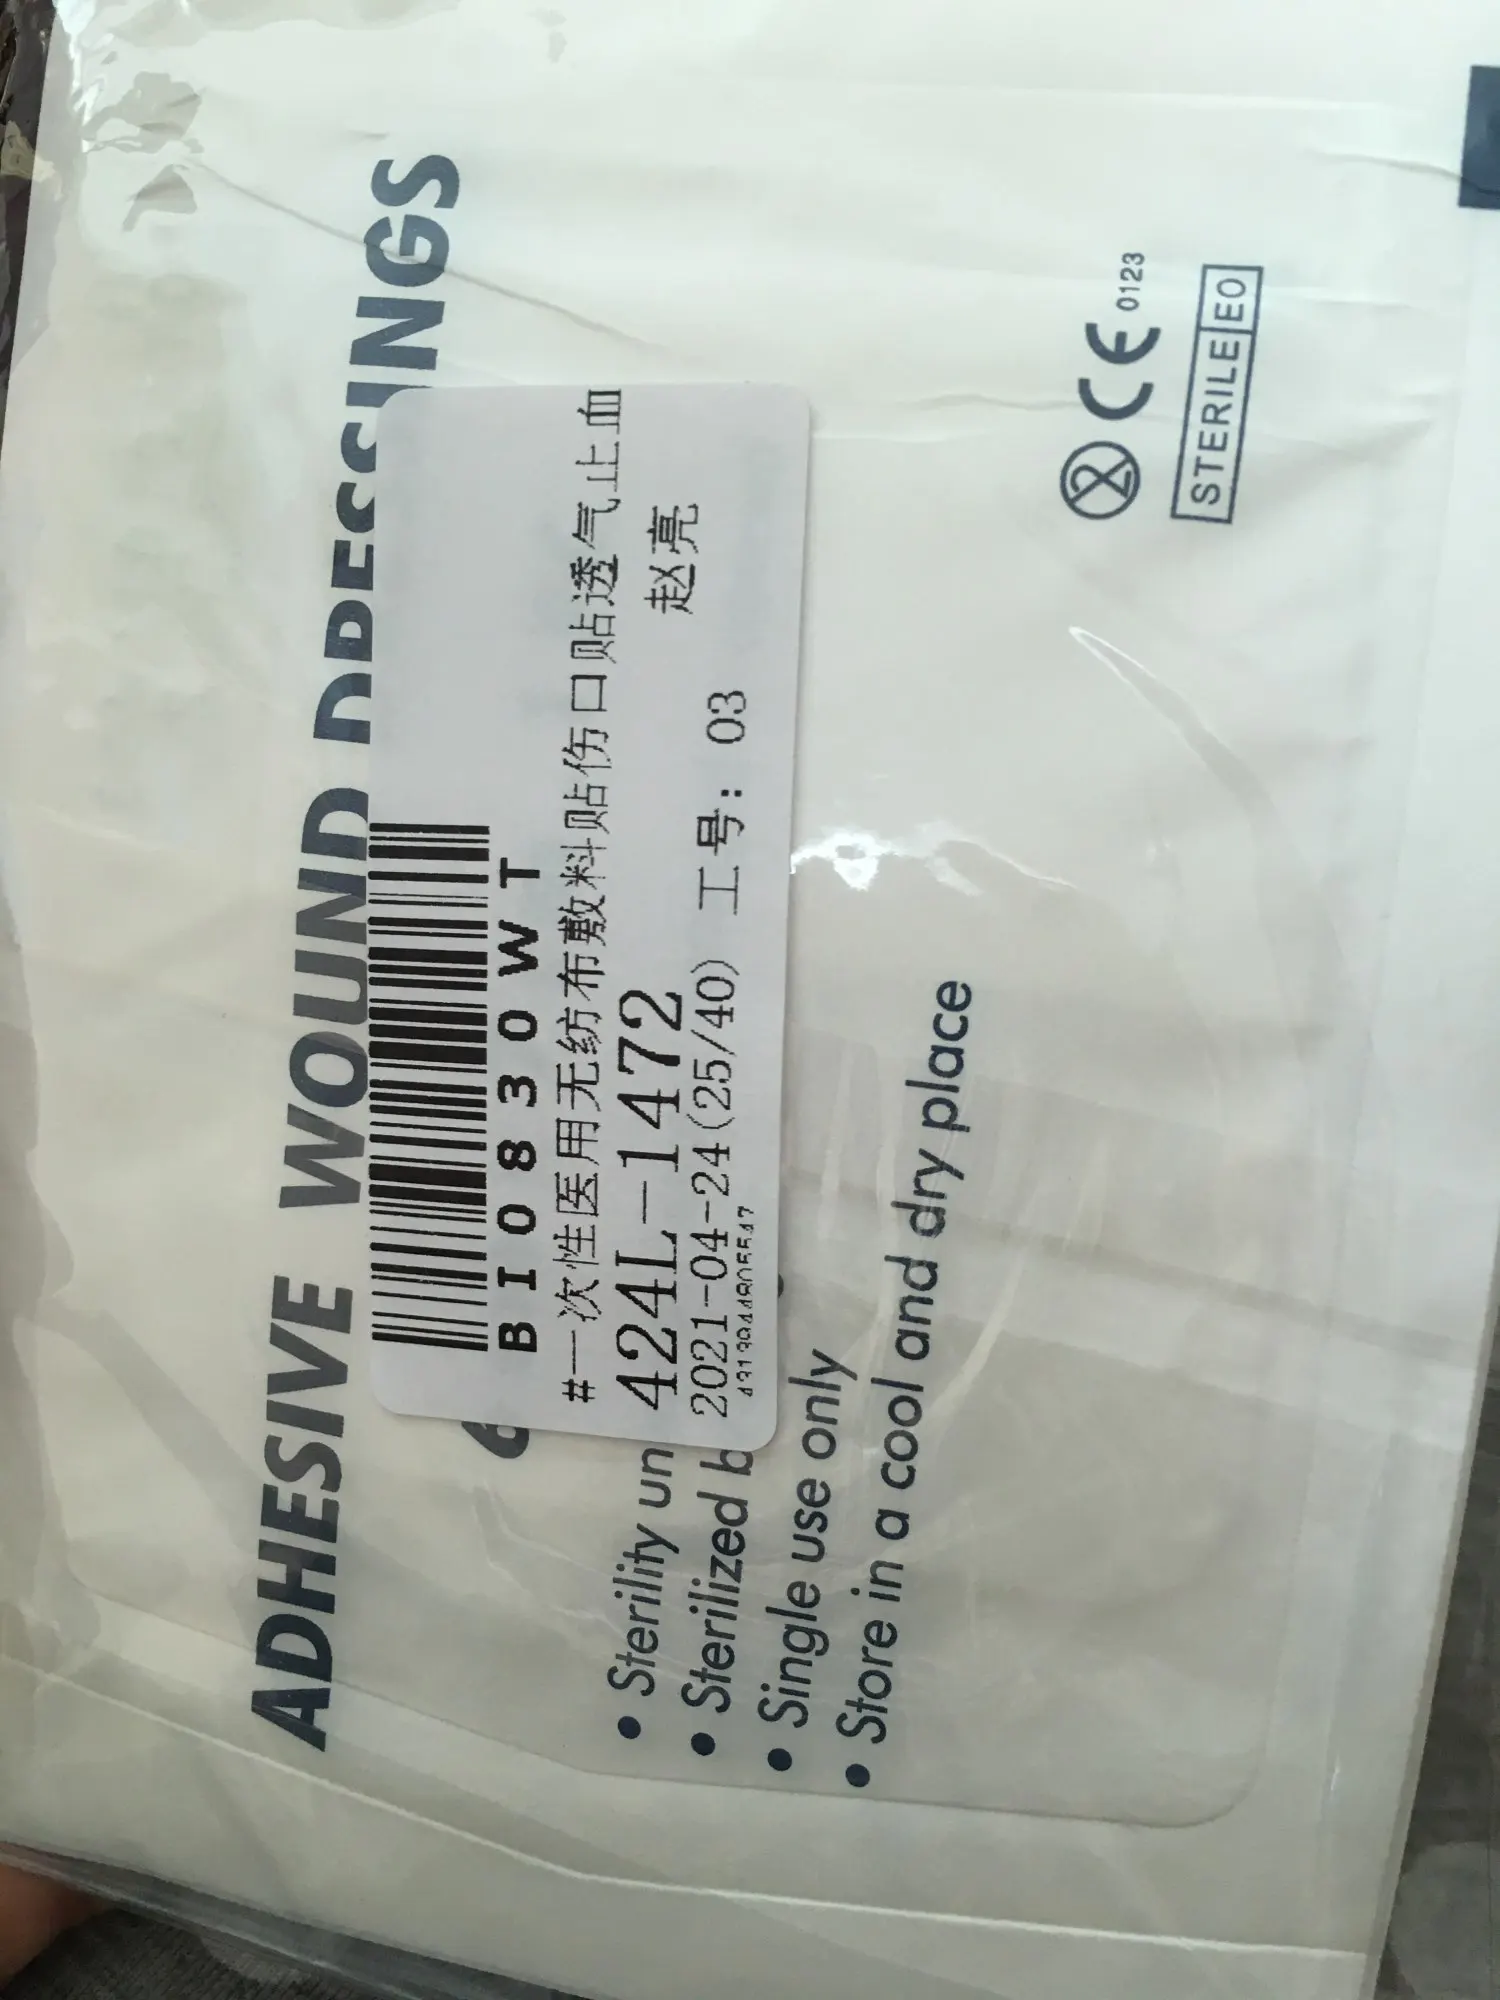 ADHESIVE WOUND DRESSINGS
BI0830WT
#一次性医用无纺布敷料贴伤口贴透气止血
424L-1472 赵亮
2021-04-24(25/40) 工号: 03
• Sterility un
• Sterilized b
• Single use only
• Store in a cool and dry place
2 CE 0123
STERILE EO